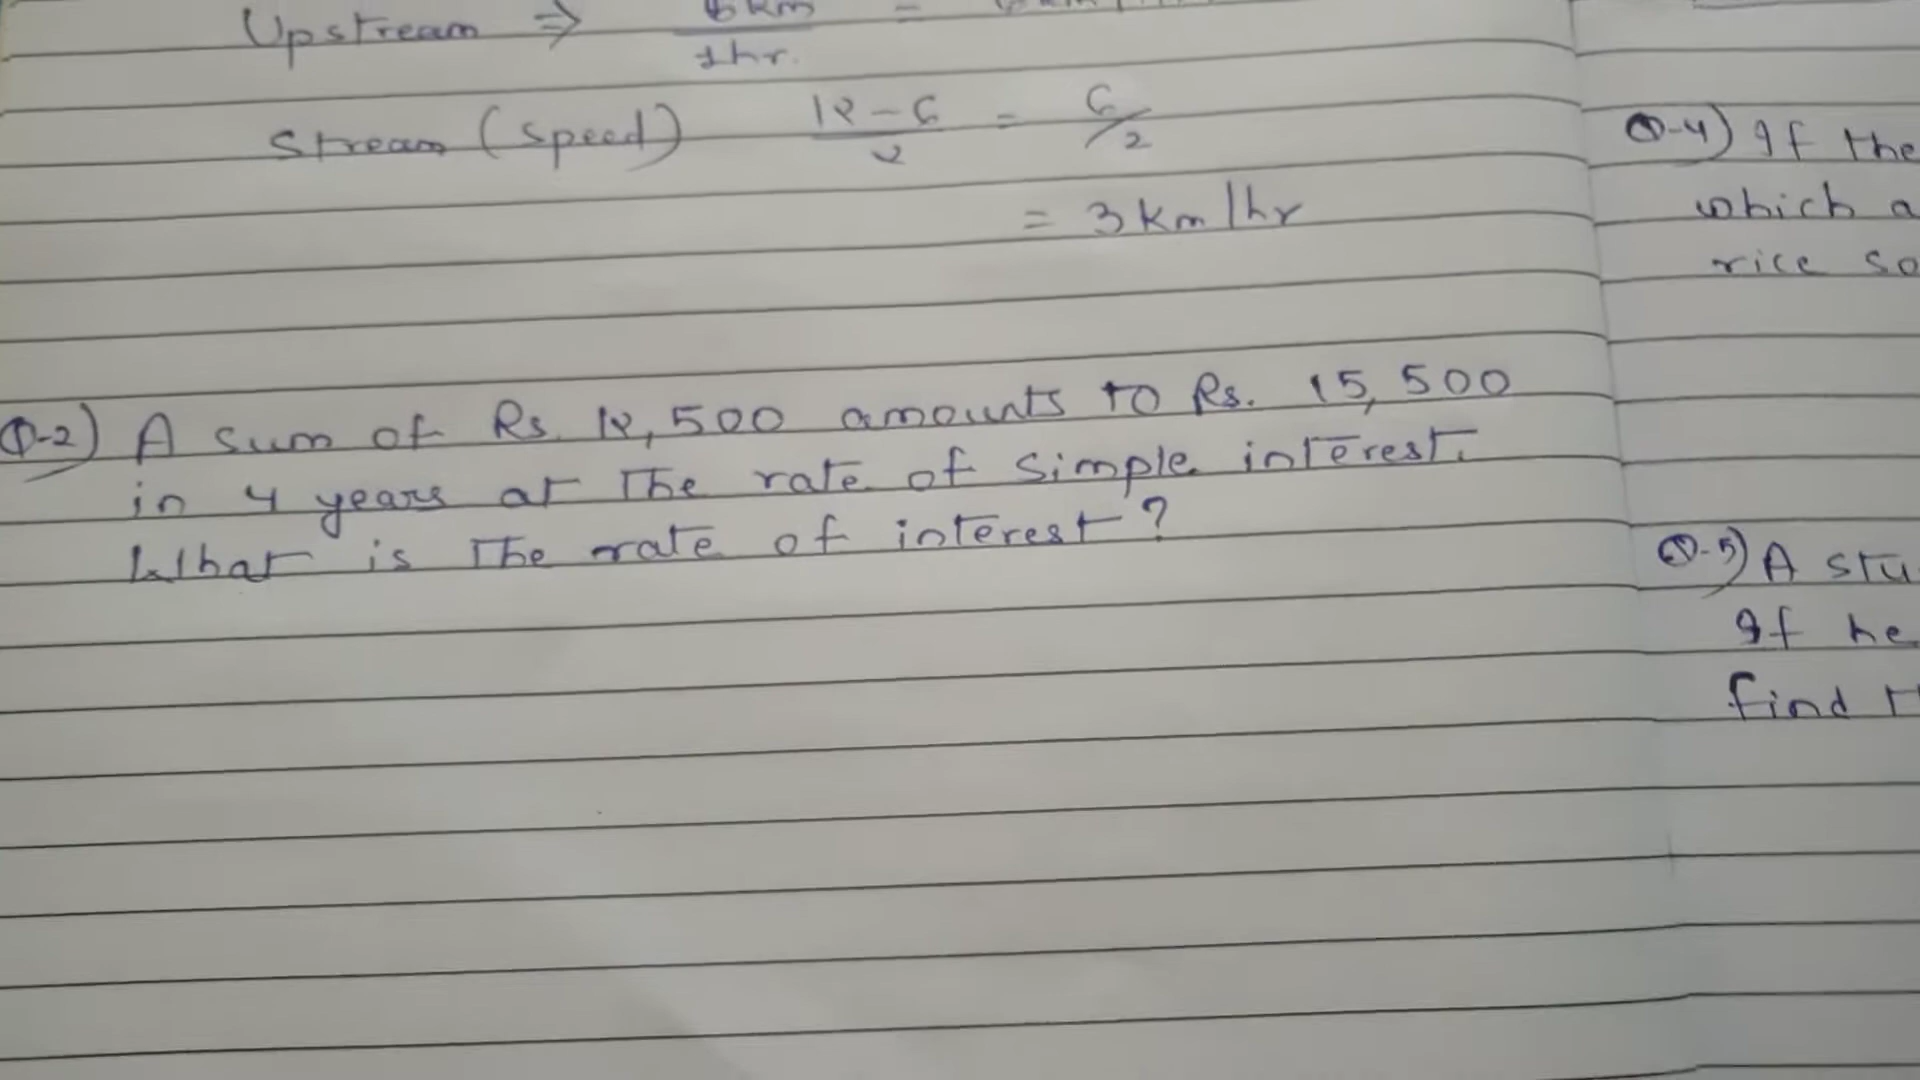 Upstream ⇒ 6km =
1hr.
Stream (speed) 12-6 = 6/2
2
= 3km/hr
Q-2) A sum of Rs. 12,500 amounts to Rs. 15,500
in 4 years at The rate of simple interest.
What is The rate of interest?
Q-4) If the
which a
rice so
Q-5) A stu
If he
find t